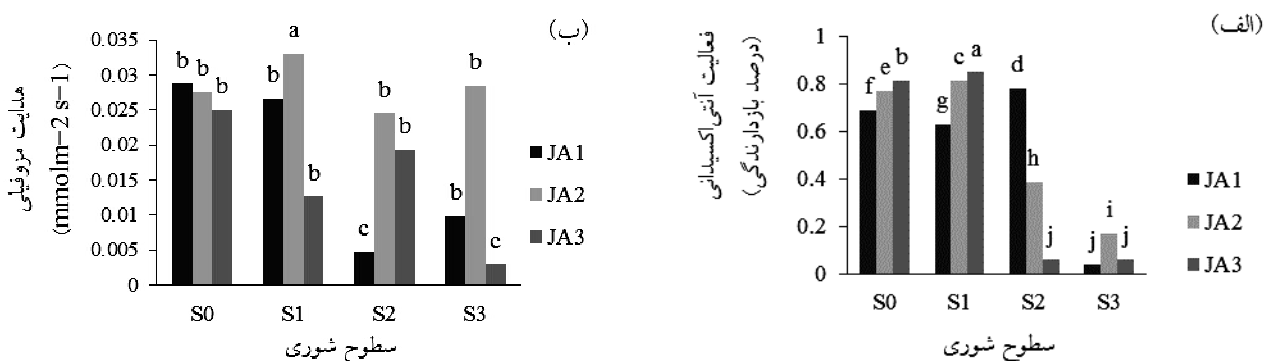 (الف)
فعالیت آنتی‌اکسیدانی
(درصد بازدارندگی)
1
0.8
0.6
0.4
0.2
0
f e b
g c a
d h j
j i j
S0 S1 S2 S3
سطوح شوری
JA1
JA2
JA3
(ب)
هدایت مزوفیلی
(mmolm–2 s–1)
0.035
0.03
0.025
0.02
0.015
0.01
0.005
0
b b b
b a b
c b b
b b c
S0 S1 S2 S3
سطوح شوری
JA1
JA2
JA3